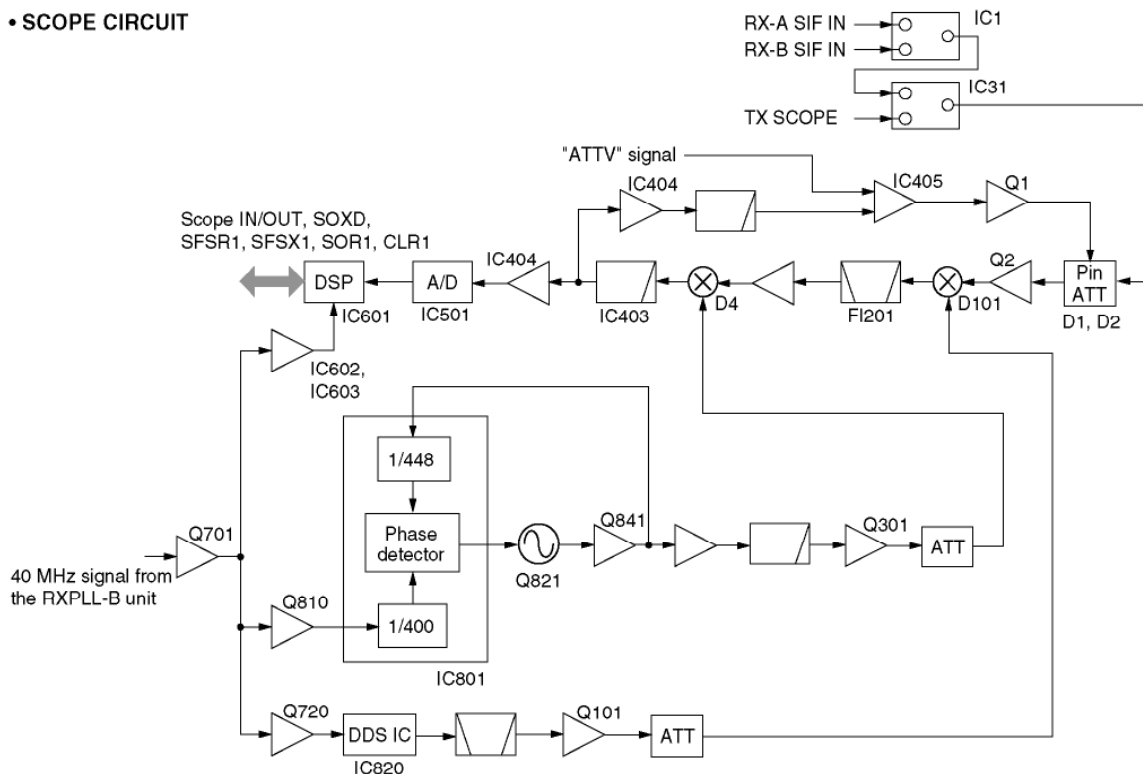 • SCOPE CIRCUIT
RX-A SIF IN
IC1
RX-B SIF IN
IC31
TX SCOPE
"ATTV" signal
IC404
IC405
Q1
Scope IN/OUT, SOXD,
SFSR1, SFSX1, SOR1, CLR1
IC404
Q2
DSP
A/D
Pin
ATT
IC601
IC501
IC403
D4
FI201
D101
D1, D2
IC602,
IC603
1/448
Q701
Phase
detector
Q841
Q301
ATT
Q821
40 MHz signal from
the RXPLL-B unit
Q810
1/400
IC801
Q720
Q101
DDS IC
ATT
IC820